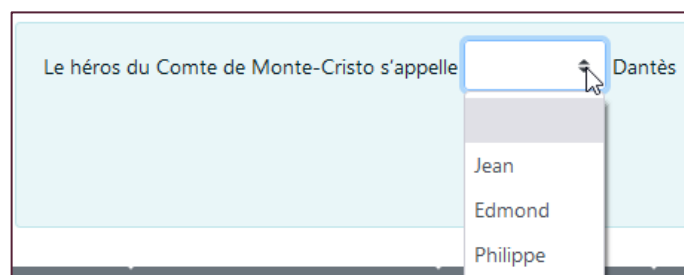 Le héros du Comte de Monte-Cristo s'appelle Dantès
Jean
Edmond
Philippe